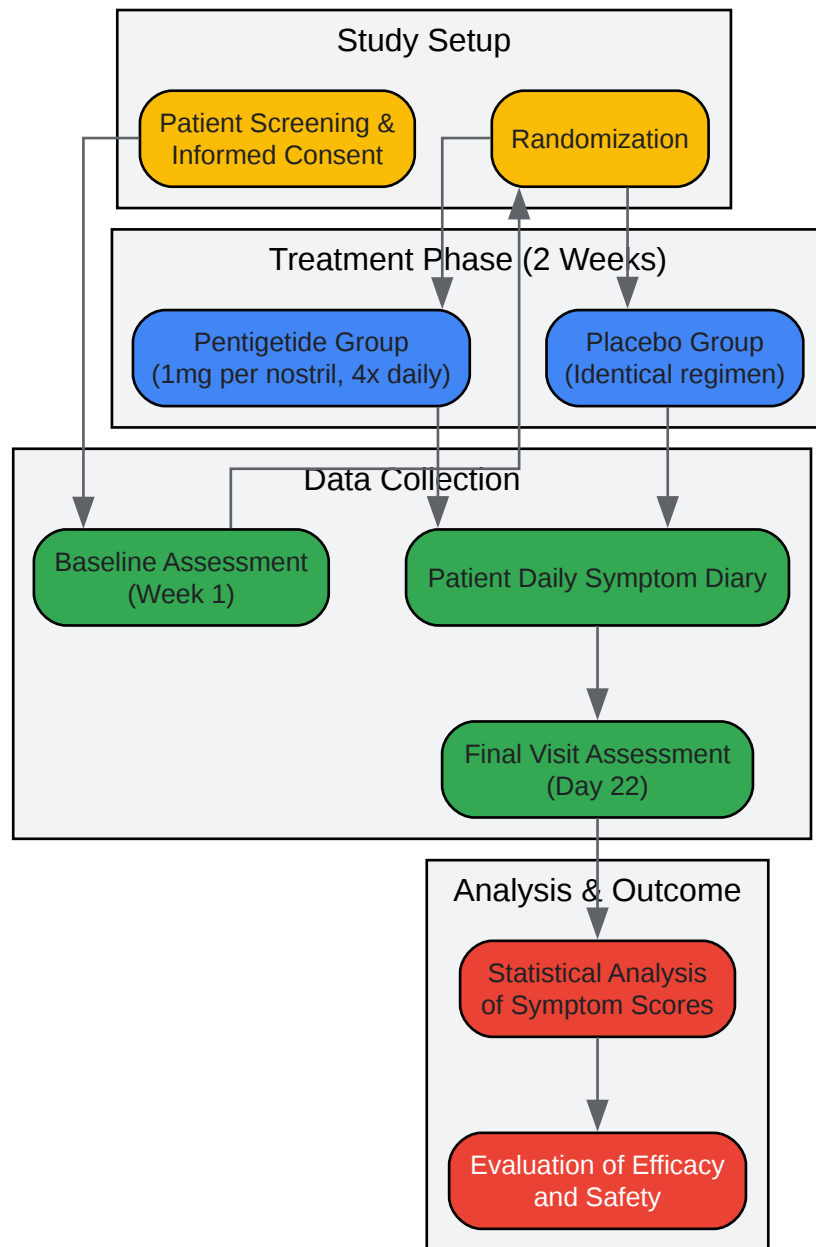 Study Setup
Patient Screening &
Informed Consent
Randomization
Treatment Phase (2 Weeks)
Pentigetide Group
(1mg per nostril, 4x daily)
Placebo Group
(Identical regimen)
Data Collection
Baseline Assessment
(Week 1)
Patient Daily Symptom Diary
Final Visit Assessment
(Day 22)
Analysis & Outcome
Statistical Analysis
of Symptom Scores
Evaluation of Efficacy
and Safety